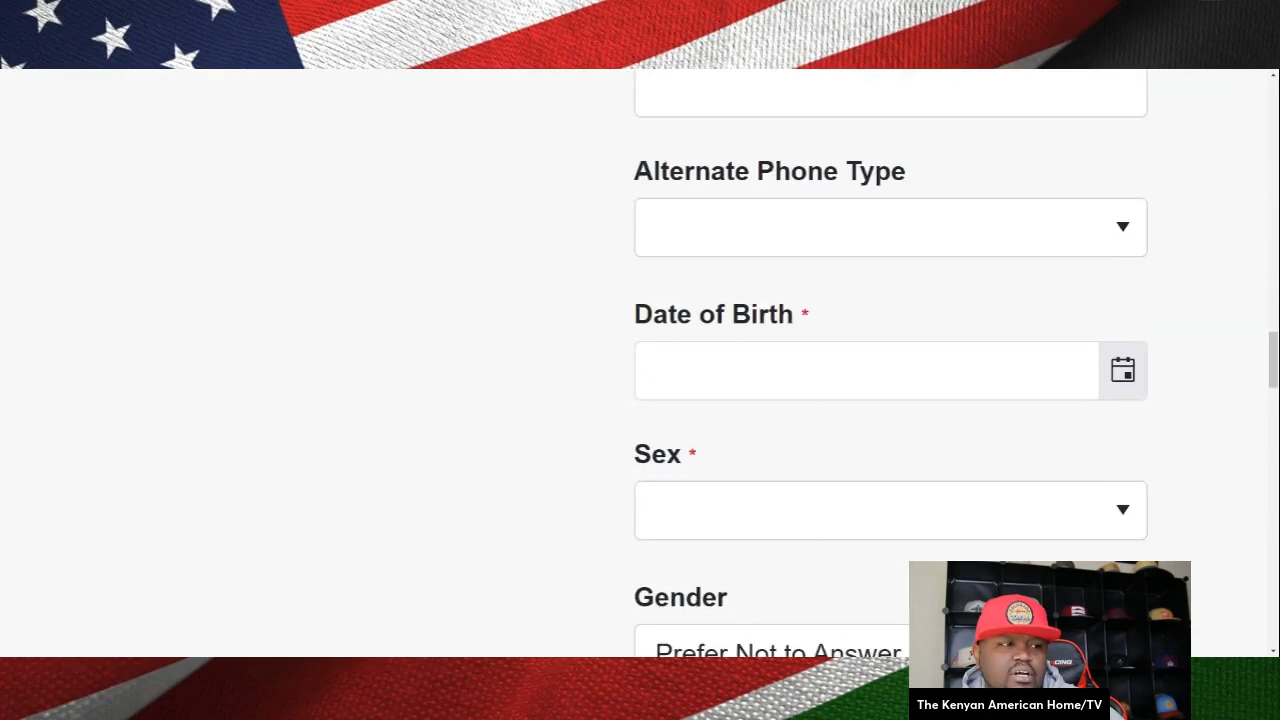 Alternate Phone Type
Date of Birth *
Sex *
Gender
Prefer Not to Answer
The Kenyan American Home/TV